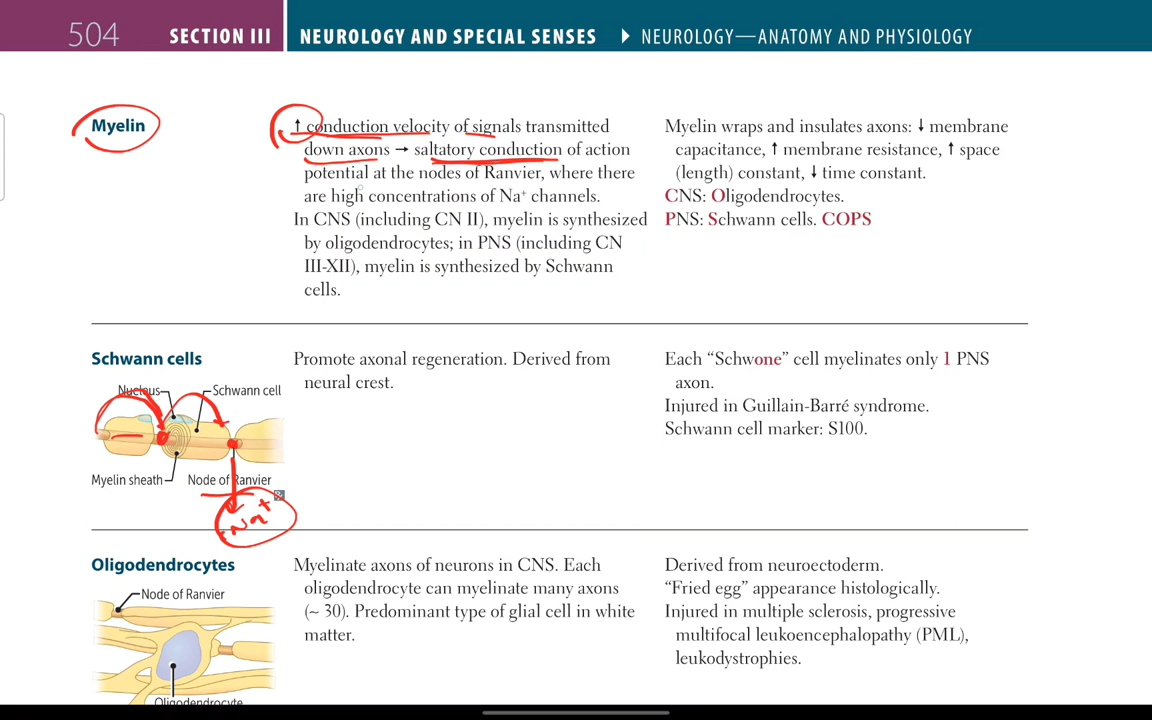 504 SECTION III NEUROLOGY AND SPECIAL SENSES ▶ NEUROLOGY—ANATOMY AND PHYSIOLOGY
Myelin
↑ conduction velocity of signals transmitted
down axons → saltatory conduction of action
potential at the nodes of Ranvier, where there
are high concentrations of Na⁺ channels.
In CNS (including CN II), myelin is synthesized
by oligodendrocytes; in PNS (including CN
III-XII), myelin is synthesized by Schwann
cells.
Myelin wraps and insulates axons: ↓ membrane
capacitance, ↑ membrane resistance, ↑ space
(length) constant, ↓ time constant.
CNS: Oligodendrocytes.
PNS: Schwann cells. COPS
Schwann cells
Nucleus
Schwann cell
Myelin sheath
Node of Ranvier
Na⁺
Promote axonal regeneration. Derived from
neural crest.
Each “Schwone” cell myelinates only 1 PNS
axon.
Injured in Guillain-Barré syndrome.
Schwann cell marker: S100.
Oligodendrocytes
Node of Ranvier
Oligodendrocyte
Myelinate axons of neurons in CNS. Each
oligodendrocyte can myelinate many axons
(~ 30). Predominant type of glial cell in white
matter.
Derived from neuroectoderm.
“Fried egg” appearance histologically.
Injured in multiple sclerosis, progressive
multifocal leukoencephalopathy (PML),
leukodystrophies.